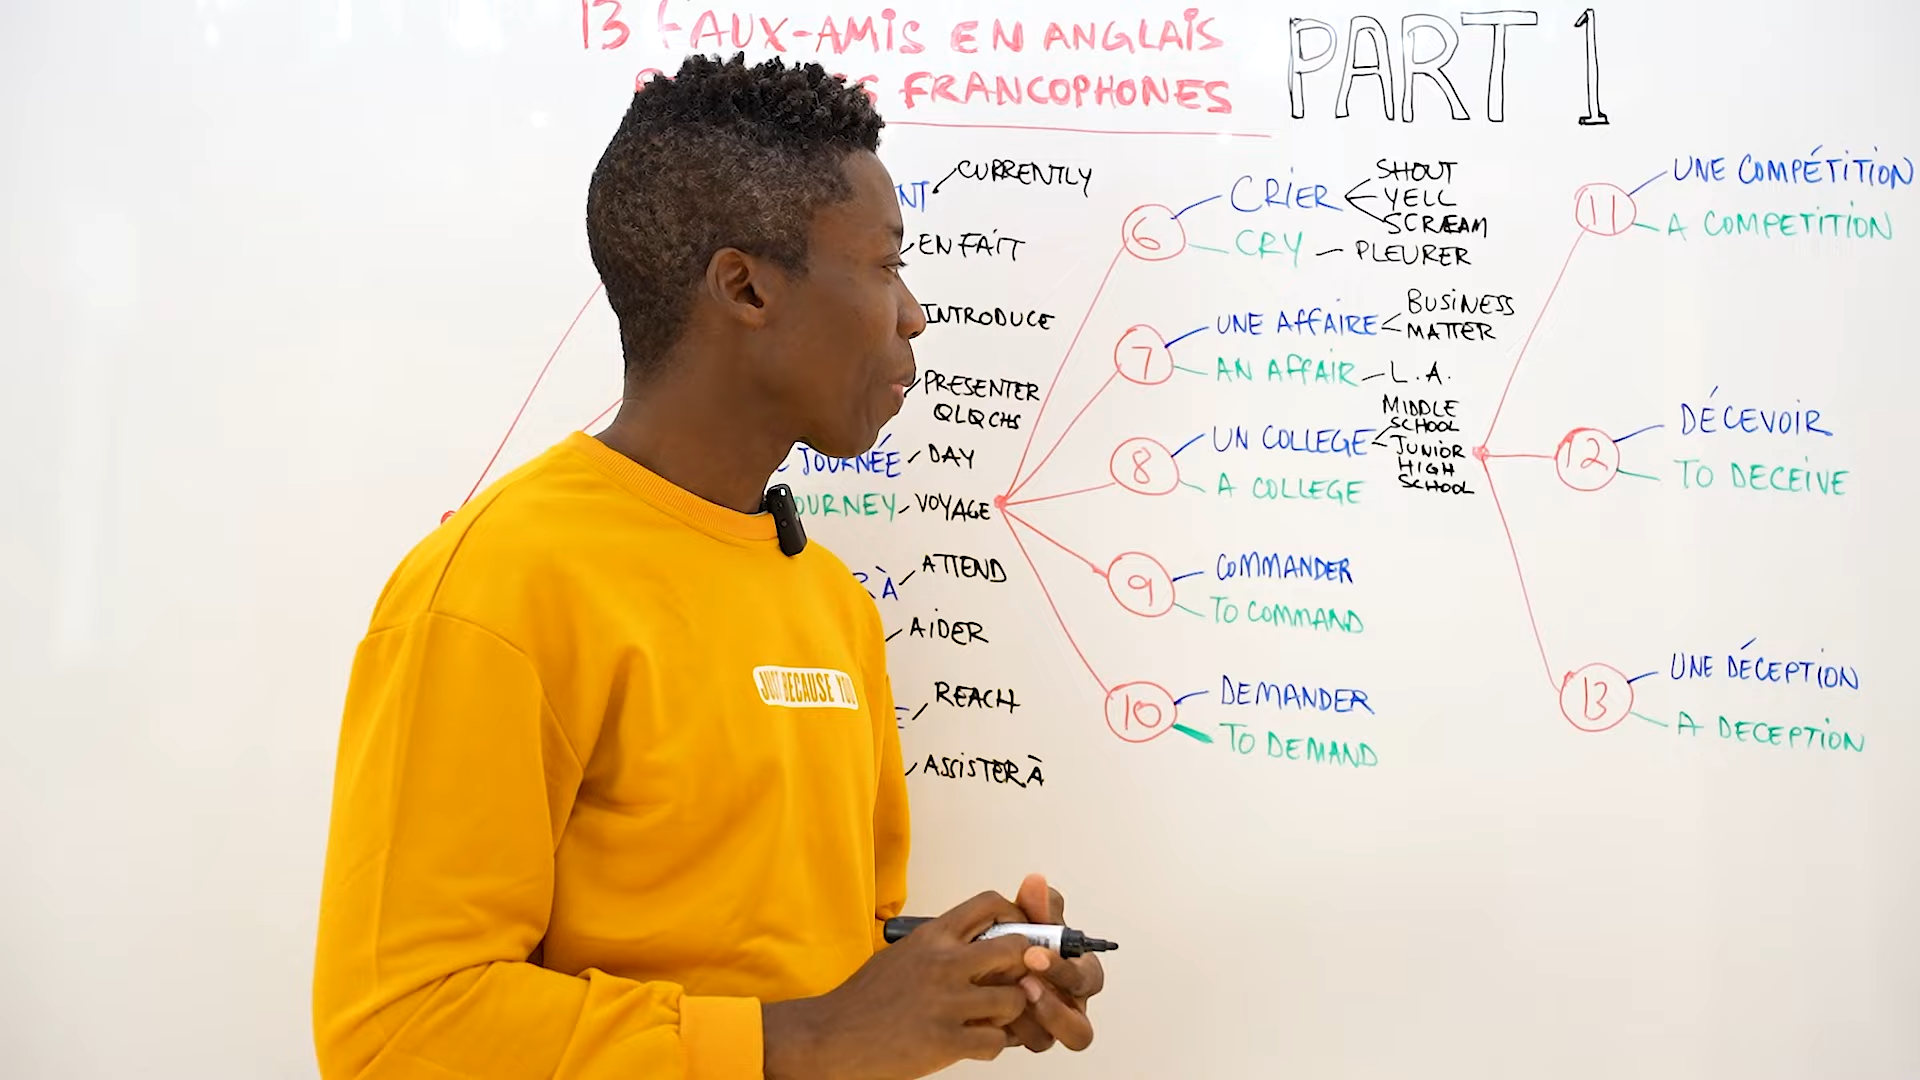 13 FAUX-AMIS EN ANGLAIS
FRANCOPHONES
PART 1
CURRENTLY
EN FAIT
INTRODUCE
PRESENTER
QLQCHS
JOURNÉE
DAY
VOYAGE
À
ATTEND
AIDER
REACH
ASSISTER À
6
CRIER
SHOUT
YELL
SCREAM
CRY
PLEURER
7
UNE AFFAIRE
BUSINESS
MATTER
AN AFFAIR
L.A.
8
UN COLLEGE
MIDDLE
SCHOOL
JUNIOR
HIGH
SCHOOL
A COLLEGE
9
COMMANDER
TO COMMAND
10
DEMANDER
TO DEMAND
11
UNE COMPÉTITION
A COMPETITION
12
DÉCEVOIR
TO DECEIVE
13
UNE DÉCEPTION
A DECEPTION
JUST BECAUSE YOU